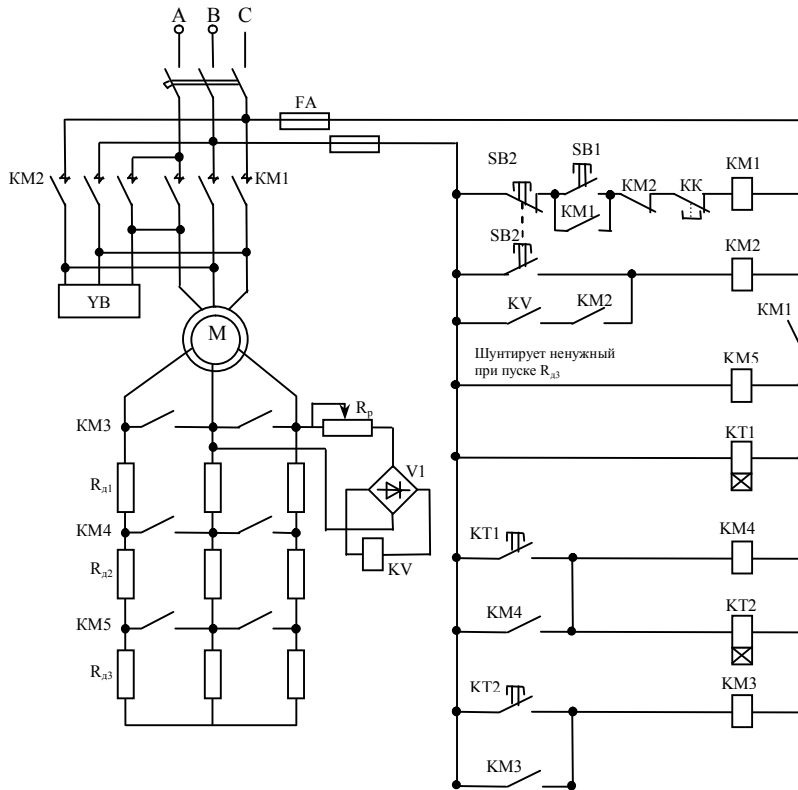 A B C
FA
SB2
SB1
KM1
KM2
KK
KM1
KM2
KM1
SB2
KM2
YB
KV
KM2
KM1
M
Шунтирует ненужный
при пуске Rд3
KM5
KM3
Rр
KT1
V1
Rд1
KM4
KT1
KM4
Rд2
KV
KM5
KM4
KT2
Rд3
KT2
KM3
KM3